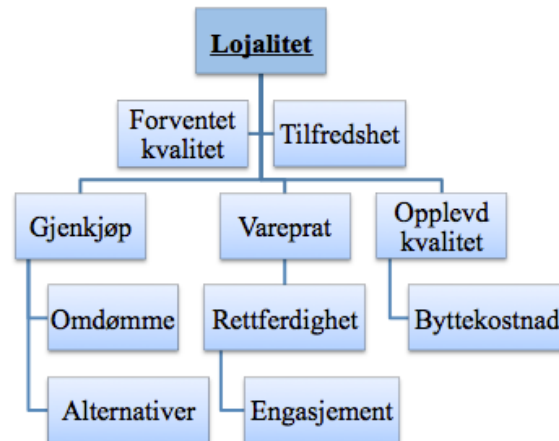 Lojalitet
Forventet
kvalitet
Tilfredshet
Gjenkjøp
Vareprat
Opplevd
kvalitet
Omdømme
Rettferdighet
Byttekostnad
Alternativer
Engasjement